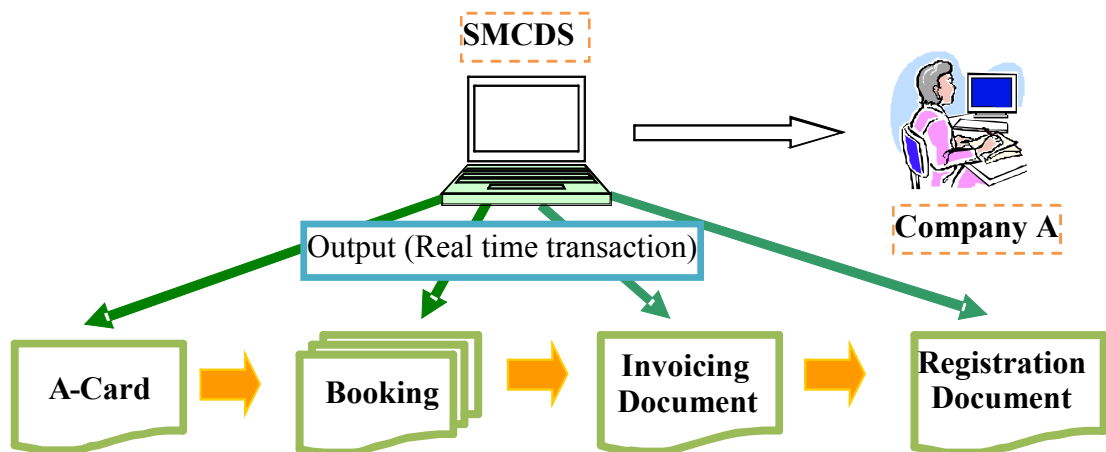 SMCDS
Company A
Output (Real time transaction)
A-Card
Booking
Invoicing
Document
Registration
Document